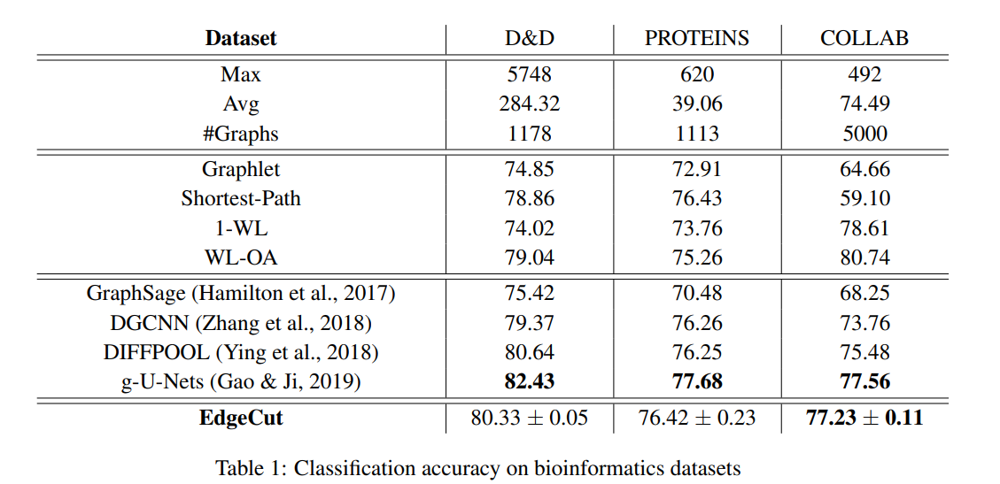 Dataset D&D PROTEINS COLLAB
Max 5748 620 492
Avg 284.32 39.06 74.49
#Graphs 1178 1113 5000
Graphlet 74.85 72.91 64.66
Shortest-Path 78.86 76.43 59.10
1-WL 74.02 73.76 78.61
WL-OA 79.04 75.26 80.74
GraphSage (Hamilton et al., 2017) 75.42 70.48 68.25
DGCNN (Zhang et al., 2018) 79.37 76.26 73.76
DIFFPOOL (Ying et al., 2018) 80.64 76.25 75.48
g-U-Nets (Gao & Ji, 2019) 82.43 77.68 77.56
EdgeCut 80.33 ± 0.05 76.42 ± 0.23 77.23 ± 0.11
Table 1: Classification accuracy on bioinformatics datasets